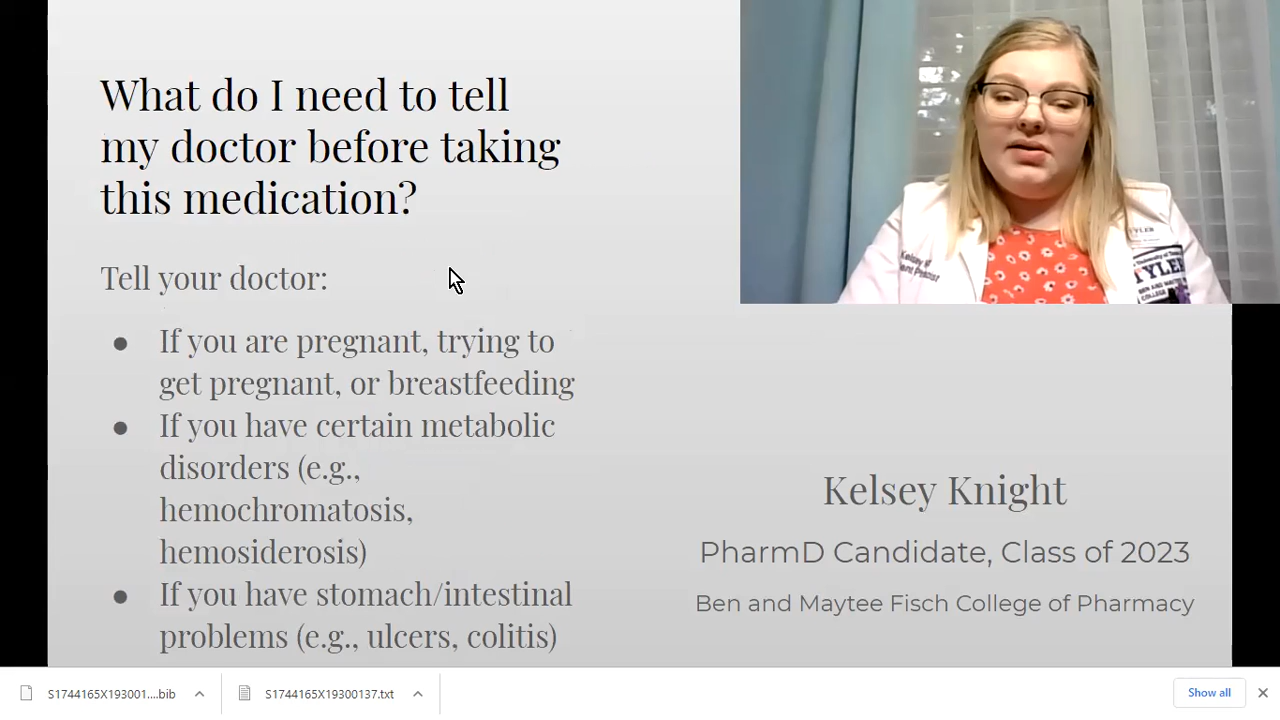 What do I need to tell
my doctor before taking
this medication?
Tell your doctor:
● If you are pregnant, trying to
get pregnant, or breastfeeding
● If you have certain metabolic
disorders (e.g.,
hemochromatosis,
hemosiderosis)
● If you have stomach/intestinal
problems (e.g., ulcers, colitis)
Kelsey
TYLER
TYLER
Kelsey Knight
PharmD Candidate, Class of 2023
Ben and Maytee Fisch College of Pharmacy
S1744165X193001....bib
S1744165X19300137.txt
Show all